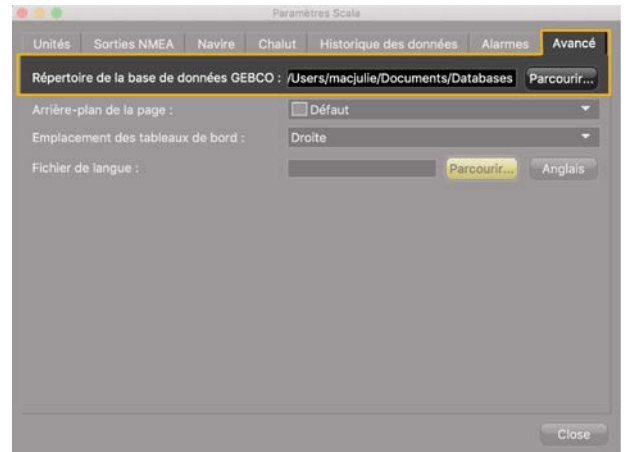 Paramètres Scala
Unités Sorties NMEA Navire Chalut Historique des données Alarmes Avancé
Répertoire de la base de données GEBCO : /Users/macjulie/Documents/Databases Parcourir...
Arrière-plan de la page : Défaut
Emplacement des tableaux de bord : Droite
Fichier de langue : Parcourir... Anglais
Close